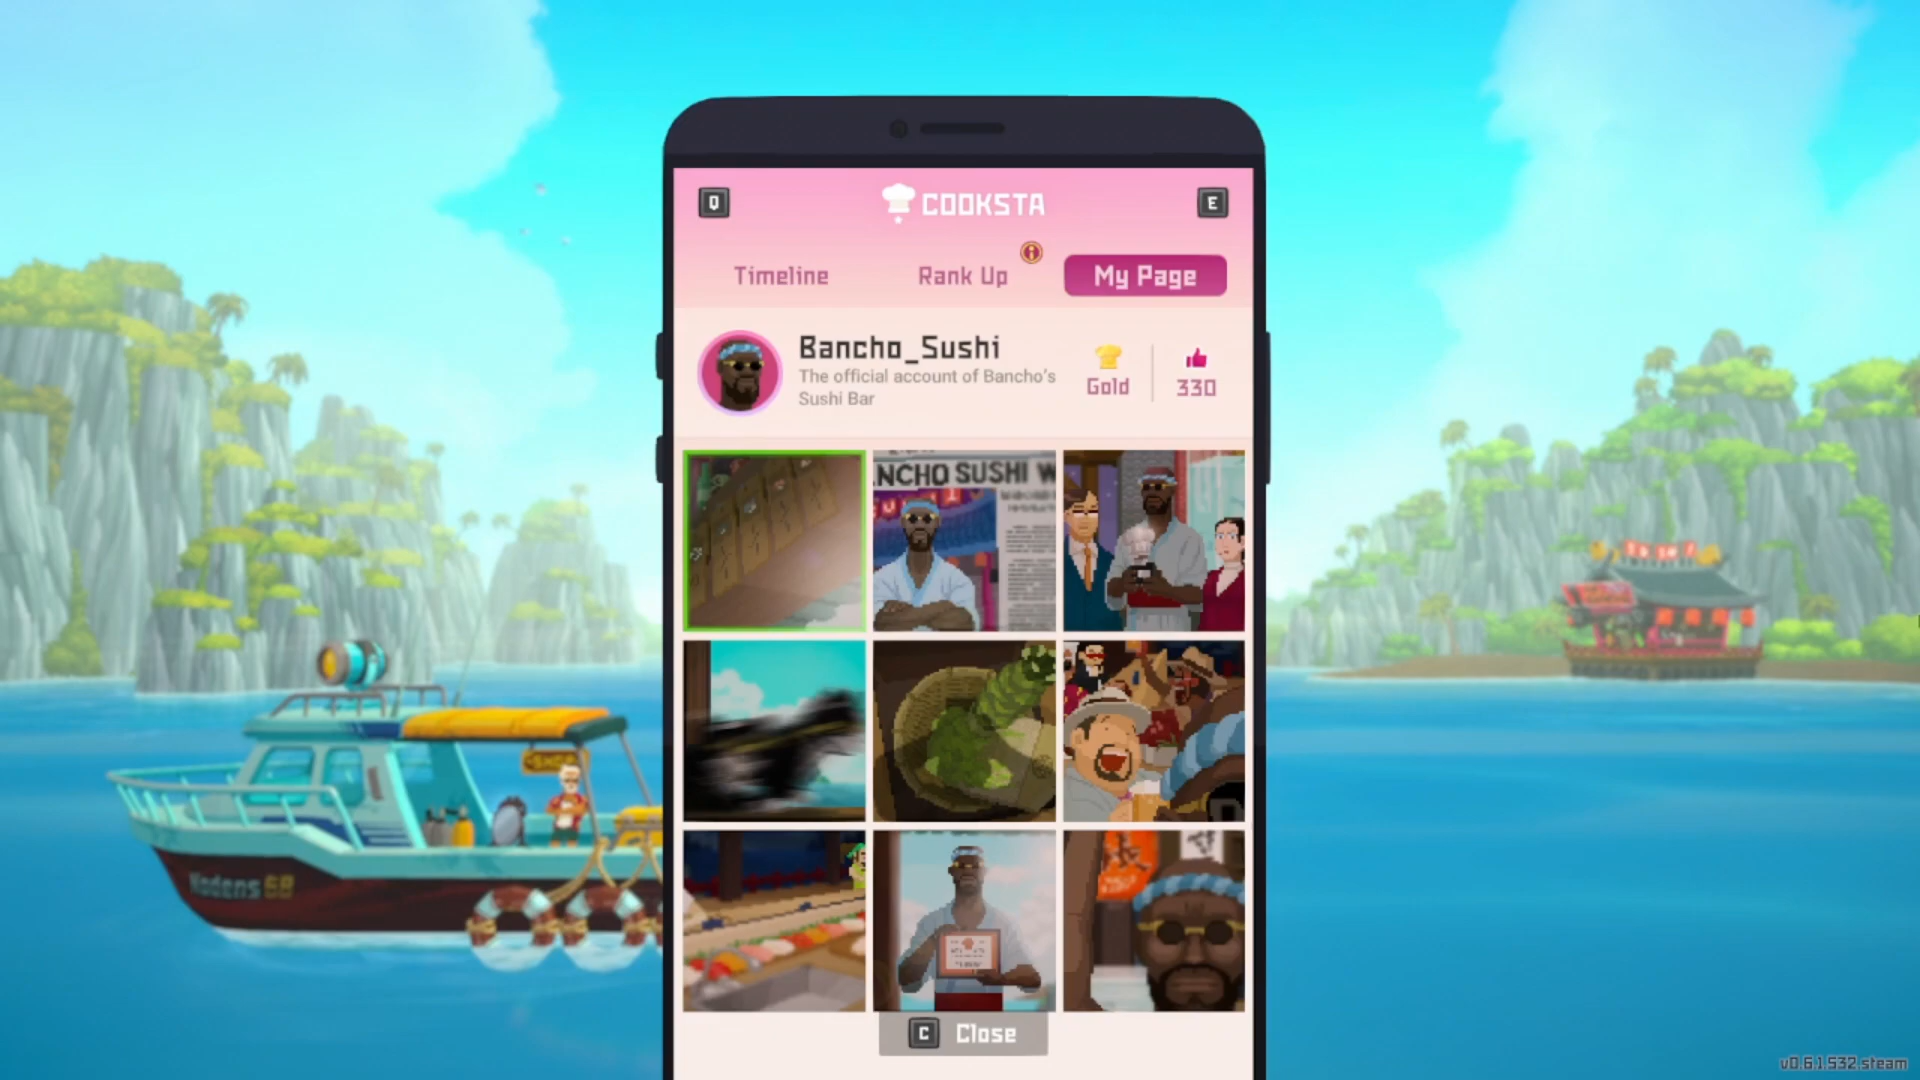 Q
COOKSTA
E
Timeline
Rank Up
My Page
Bancho_Sushi
The official account of Bancho's
Sushi Bar
Gold
330
NCHO SUSHI W
C Close
v0.6.1.532.steam